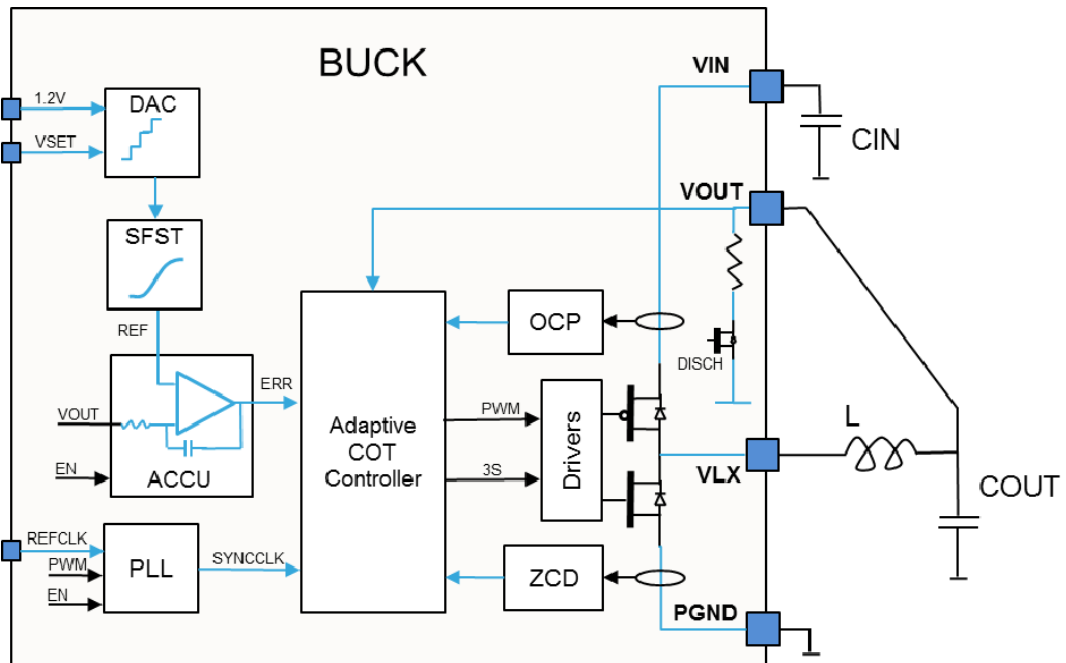 BUCK
VIN
1.2V
DAC
VSET
CIN
VOUT
SFST
REF
OCP
DISCH
ERR
VOUT
PWM
Adaptive
COT
Controller
Drivers
L
EN
ACCU
3S
VLX
COUT
REFCLK
PWM
PLL
SYNCCLK
EN
ZCD
PGND